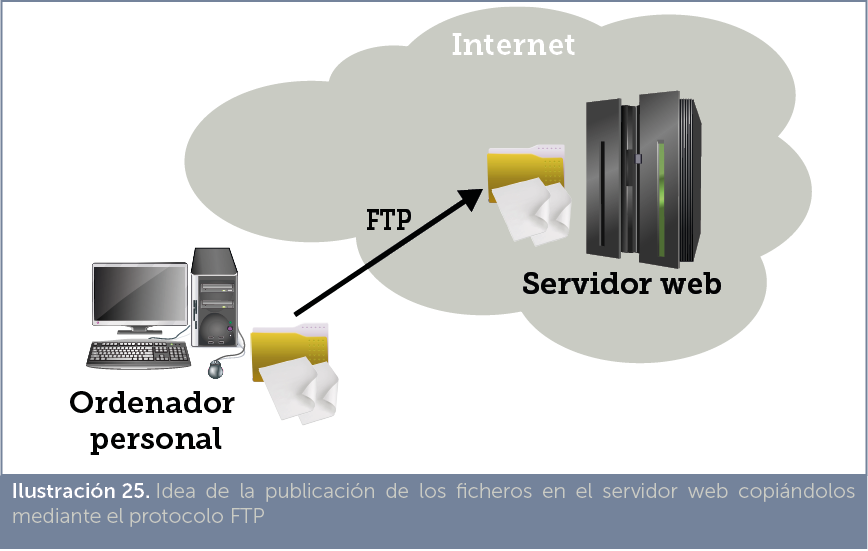 Internet
FTP
Servidor web
Ordenador
personal
Ilustración 25. Idea de la publicación de los ficheros en el servidor web copiándolos
mediante el protocolo FTP